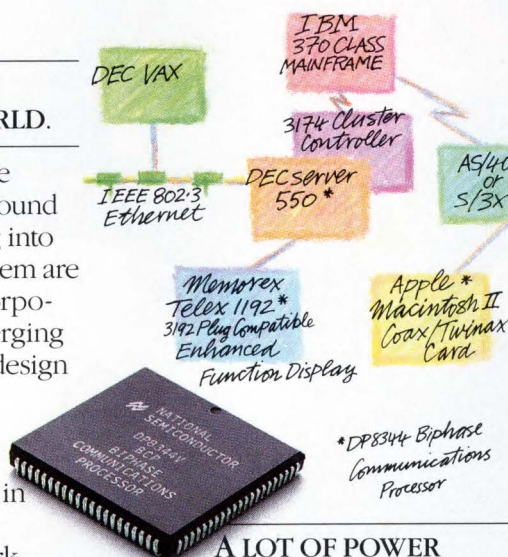 RLD.
ound
into
em are
orpo-
erging
design
in
DEC VAX
IEEE 802.3
Ethernet
IBM
370 CLASS
MAINFRAME
3174 Cluster
Controller
DECserver
550 *
AS/40
or
S/3X
Memorex
Telex 1192*
3192 Plug Compatible
Enhanced
Function Display
Apple *
Macintosh II
Coax/Twinax
Card
*DP8344 Biphase
Communications
Processor
NATIONAL
SEMICONDUCTOR
DP8344V
BCP
BIPHASE
COMMUNICATIONS
PROCESSOR
A LOT OF POWER